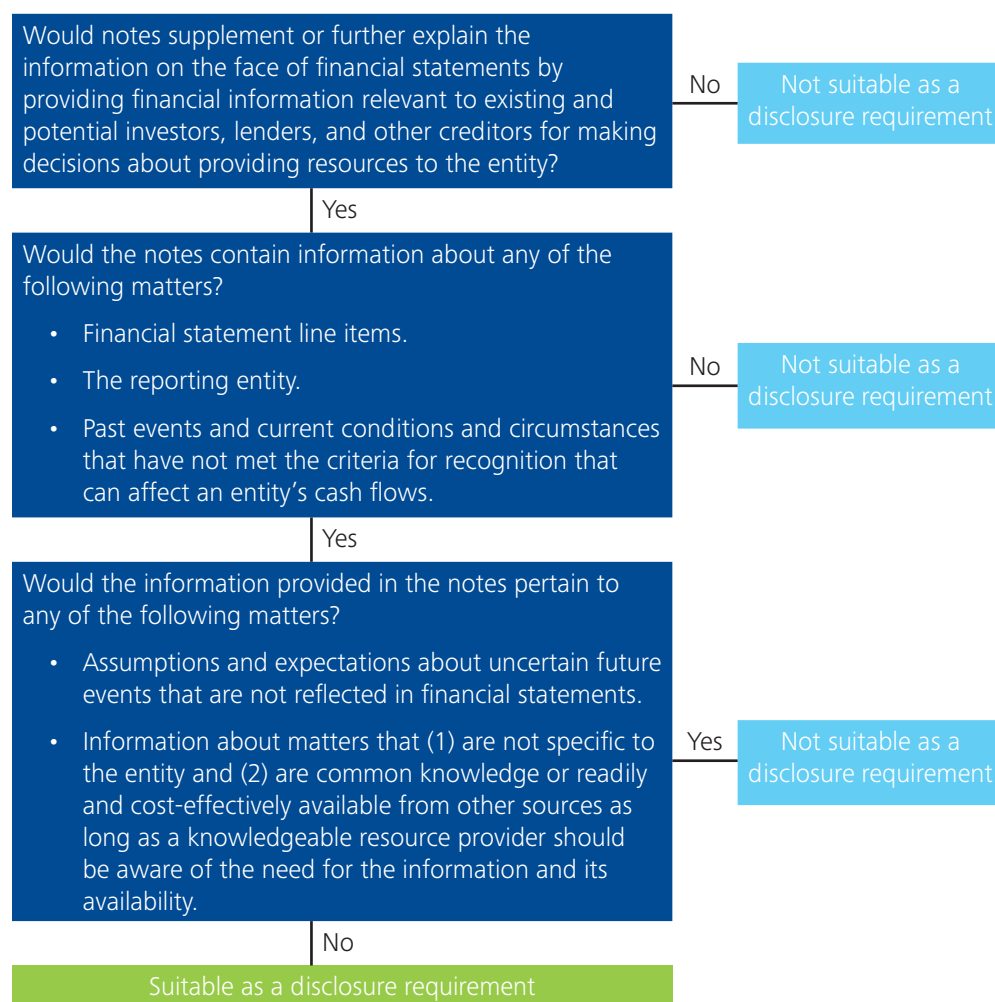 Would notes supplement or further explain the
information on the face of financial statements by
providing financial information relevant to existing and
potential investors, lenders, and other creditors for making
decisions about providing resources to the entity?
No
Not suitable as a
disclosure requirement
Yes
Would the notes contain information about any of the
following matters?
• Financial statement line items.
• The reporting entity.
• Past events and current conditions and circumstances
that have not met the criteria for recognition that
can affect an entity’s cash flows.
No
Not suitable as a
disclosure requirement
Yes
Would the information provided in the notes pertain to
any of the following matters?
• Assumptions and expectations about uncertain future
events that are not reflected in financial statements.
• Information about matters that (1) are not specific to
the entity and (2) are common knowledge or readily
and cost-effectively available from other sources as
long as a knowledgeable resource provider should
be aware of the need for the information and its
availability.
Yes
Not suitable as a
disclosure requirement
No
Suitable as a disclosure requirement